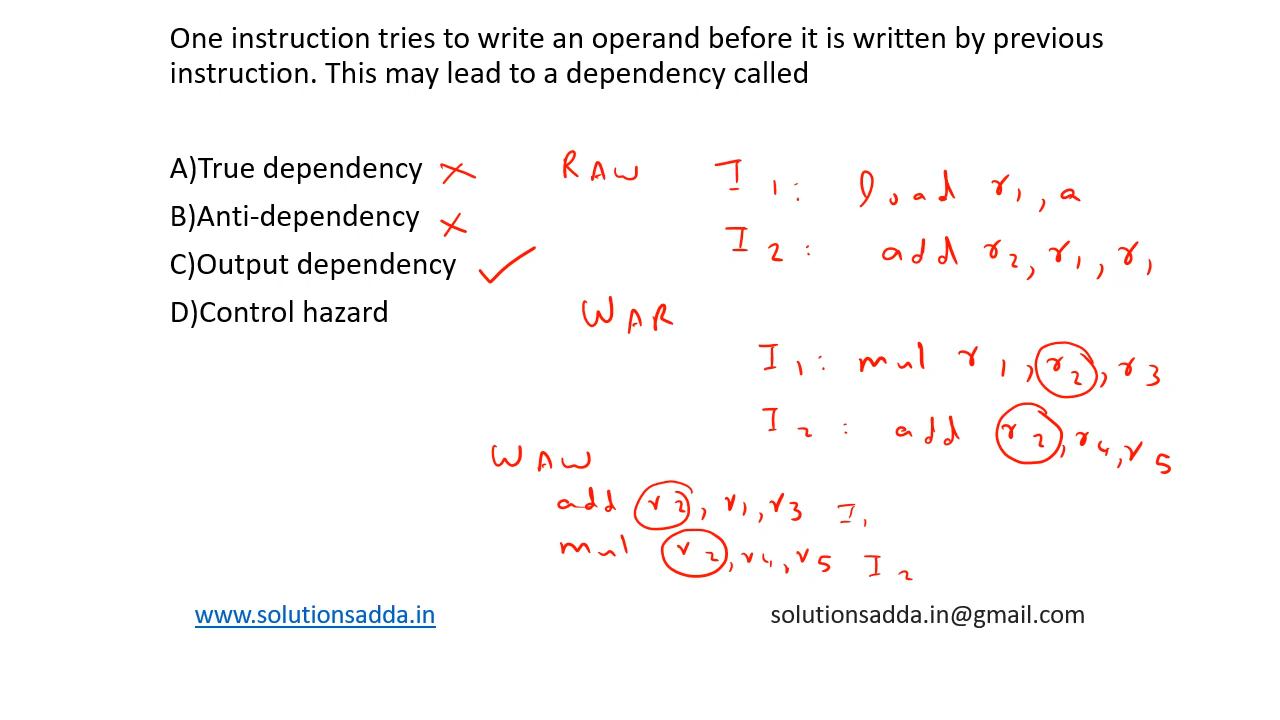 One instruction tries to write an operand before it is written by previous
instruction. This may lead to a dependency called
A)True dependency
B)Anti-dependency
C)Output dependency
D)Control hazard
RAW
I1: load r1, a
I2: add r2, r1, r1
WAR
I1: mul r1, r2, r3
I2: add r2, r4, r5
WAW
add r2, r1, r3 I1
mul r2, r4, r5 I2
www.solutionsadda.in
solutionsadda.in@gmail.com